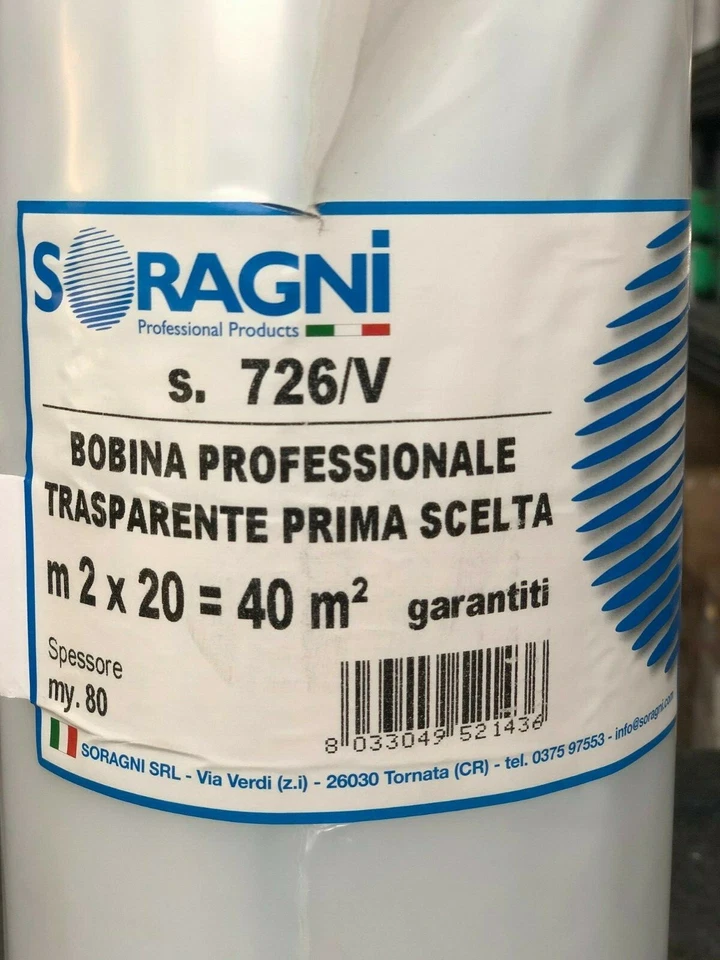 SORAGNI
Professional Products
s. 726/V
BOBINA PROFESSIONALE
TRASPARENTE PRIMA SCELTA
m 2 x 20 = 40 m² garantiti
Spessore
my. 80
8 033049 521436
SORAGNI SRL - Via Verdi (z.i) - 26030 Tornata (CR) - tel. 0375 97553 - info@soragni.com